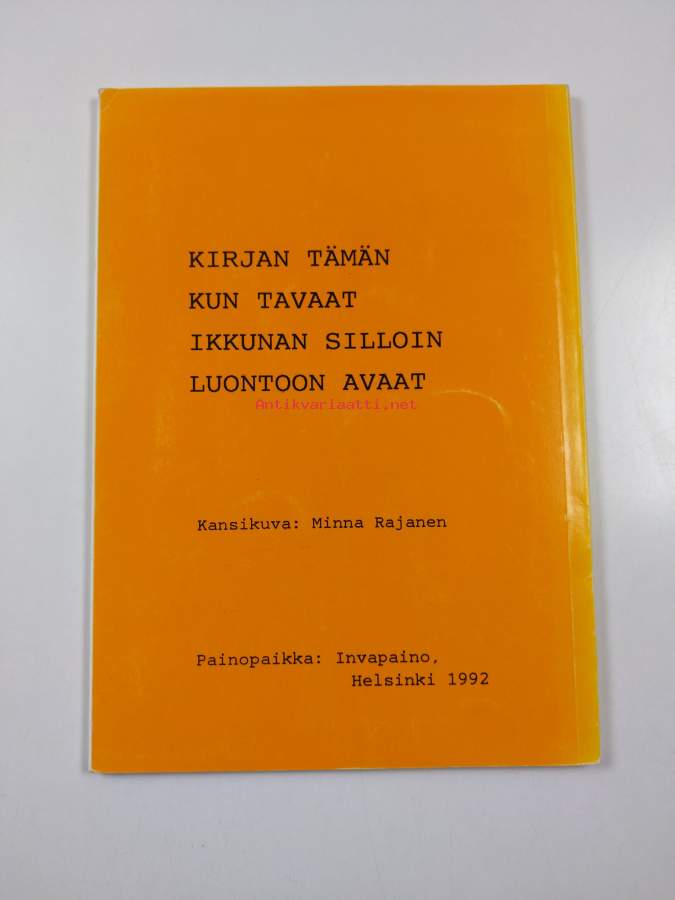 KIRJAN TÄMÄN
KUN TAVAAT
IKKUNAN SILLOIN
LUONTOON AVAAT
Antikvariaatti.net
Kansikuva: Minna Rajanen
Painopaikka: Invapaino,
Helsinki 1992